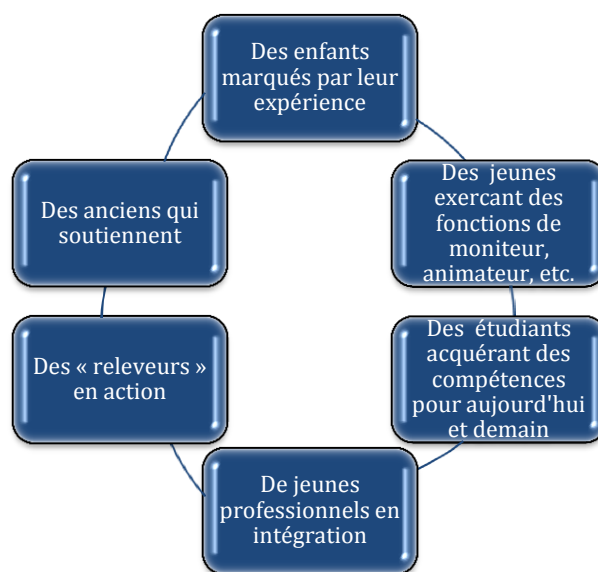 Des enfants
marqués par leur
expérience
Des jeunes
exercant des
fonctions de
moniteur,
animateur, etc.
Des étudiants
acquérant des
compétences
pour aujourd'hui
et demain
De jeunes
professionnels en
intégration
Des « releveurs »
en action
Des anciens qui
soutiennent